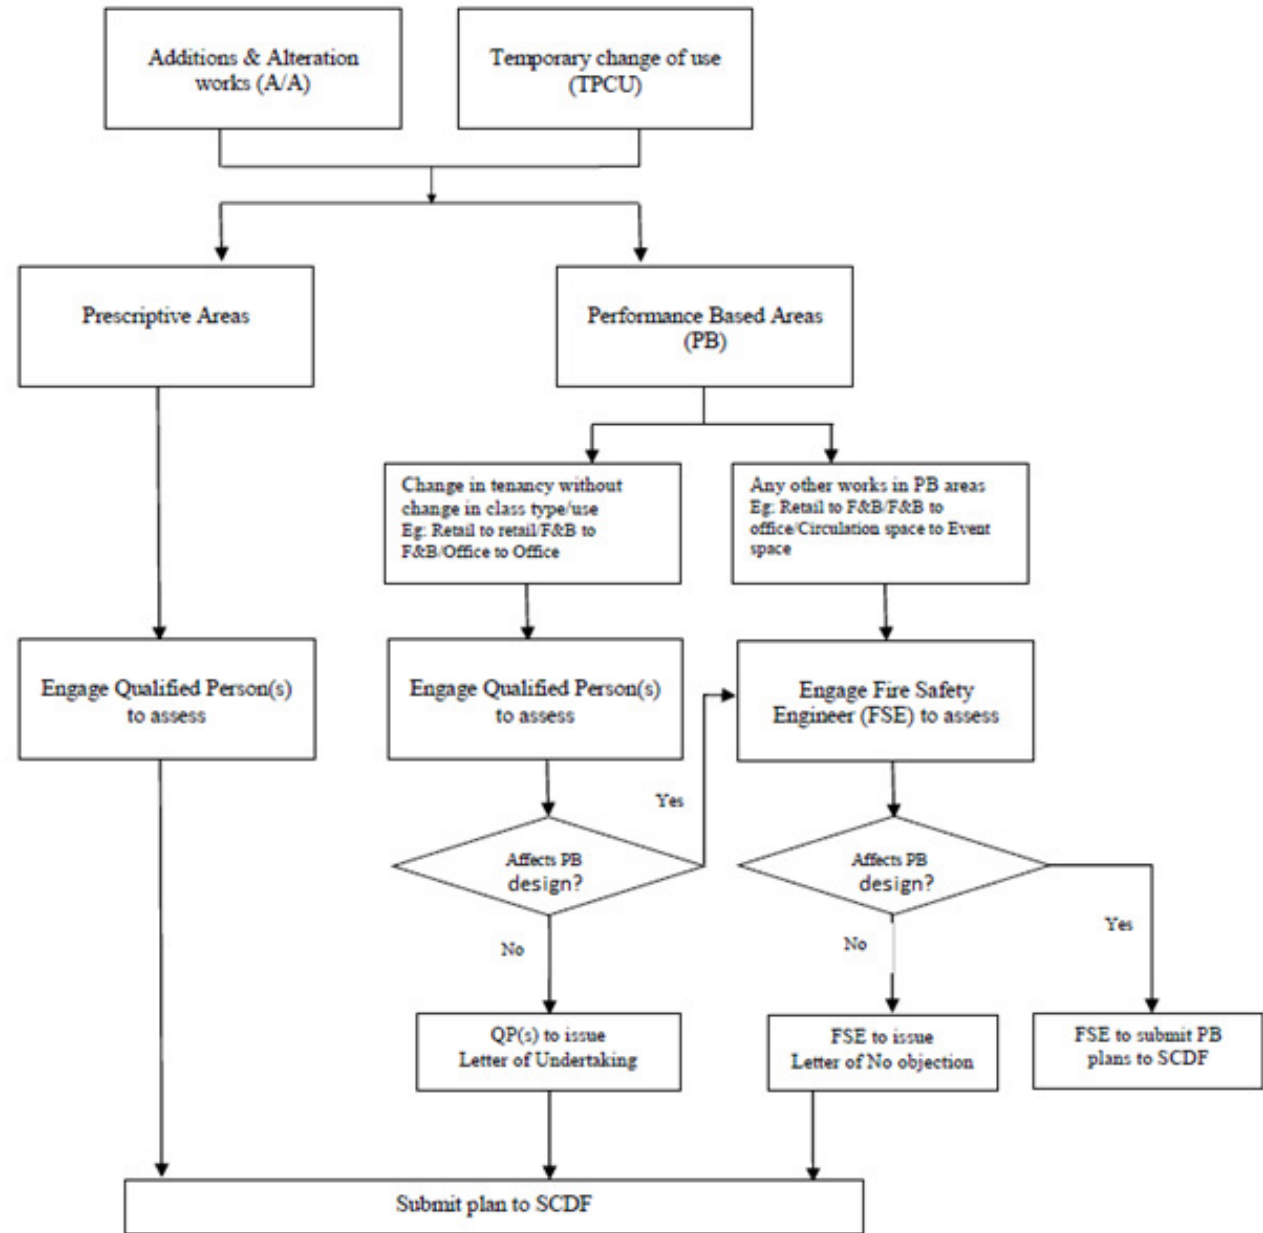 Additions & Alteration
works (A/A)
Temporary change of use
(TPCU)
Prescriptive Areas
Performance Based Areas
(PB)
Change in tenancy without
change in class type/use
Eg: Retail to retail/F&B to
F&B/Office to Office
Any other works in PB areas
Eg: Retail to F&B/F&B to
office/Circulation space to Event
space
Engage Qualified Person(s)
to assess
Engage Qualified Person(s)
to assess
Engage Fire Safety
Engineer (FSE) to assess
Yes
Affects PB
design?
Affects PB
design?
Yes
No
No
QP(s) to issue
Letter of Undertaking
FSE to issue
Letter of No objection
FSE to submit PB
plans to SCDF
Submit plan to SCDF